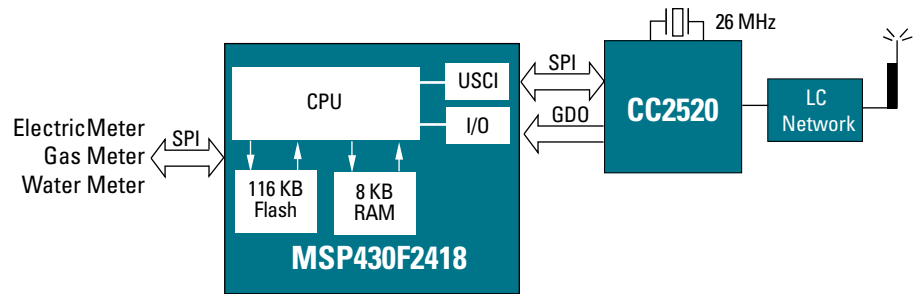 ElectricMeter
Gas Meter
Water Meter
SPI
CPU
USCI
I/O
116 KB
Flash
8 KB
RAM
MSP430F2418
SPI
GDO
26 MHz
CC2520
LC
Network